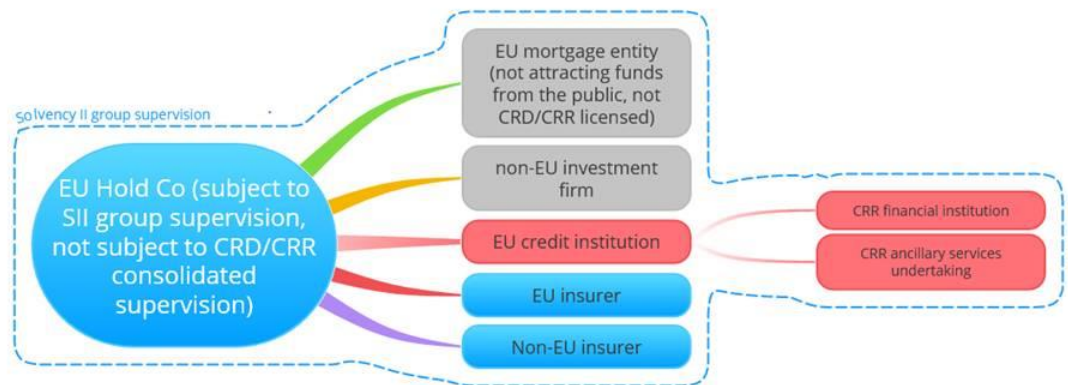 Solvency II group supervision
EU Hold Co (subject to
SII group supervision,
not subject to CRD/CRR
consolidated
supervision)
EU mortgage entity
(not attracting funds
from the public, not
CRD/CRR licensed)
non-EU investment
firm
EU credit institution
EU insurer
Non-EU insurer
CRR financial institution
CRR ancillary services
undertaking